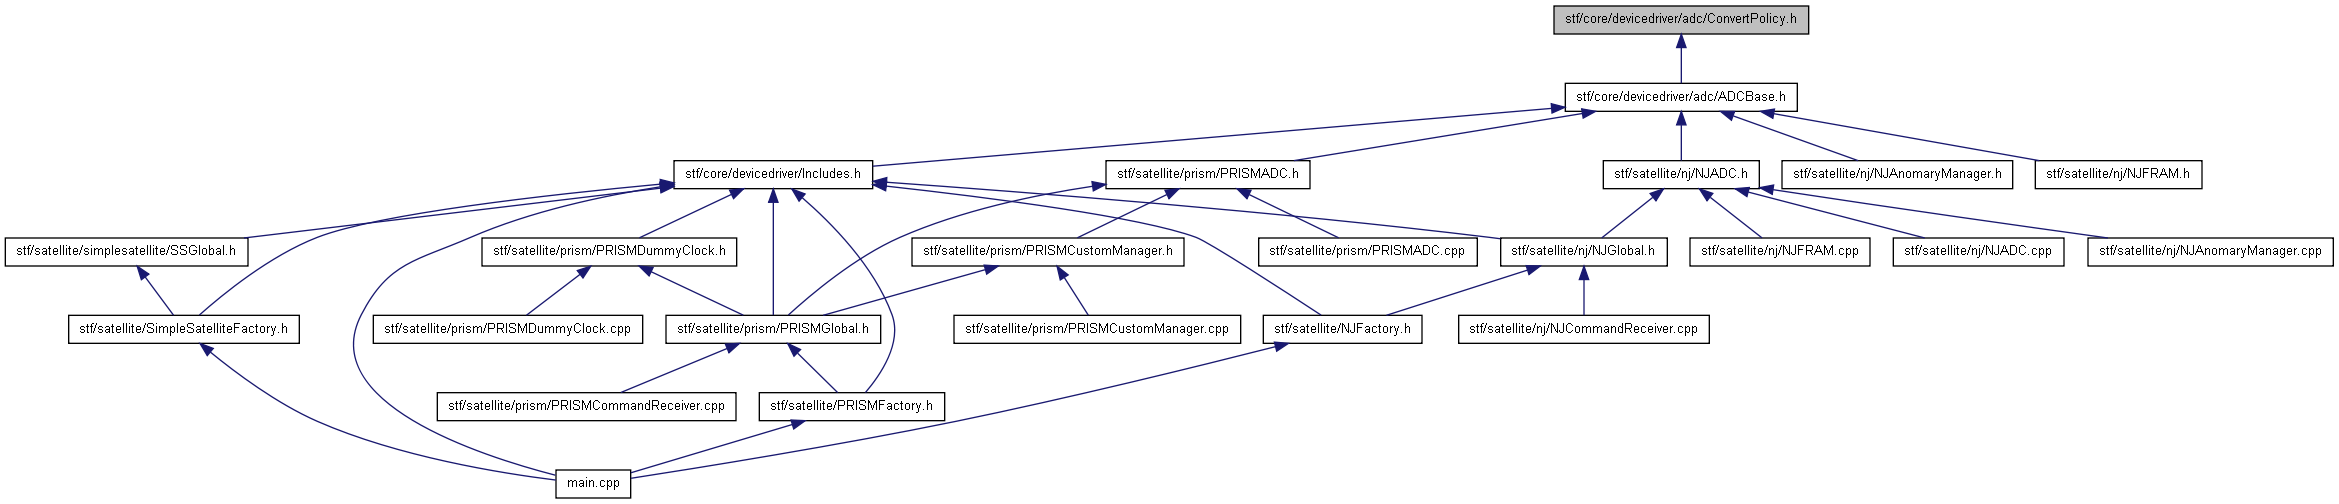 stf/core/devicedriver/adc/ConvertPolicy.h
stf/core/devicedriver/adc/ADCBase.h
stf/core/devicedriver/Includes.h
stf/satellite/prism/PRISMADC.h
stf/satellite/nj/NJADC.h
stf/satellite/nj/NJAnomaryManager.h
stf/satellite/nj/NJFRAM.h
stf/satellite/simplesatellite/SSGlobal.h
stf/satellite/prism/PRISMDummyClock.h
stf/satellite/prism/PRISMCustomManager.h
stf/satellite/prism/PRISMADC.cpp
stf/satellite/nj/NJGlobal.h
stf/satellite/nj/NJFRAM.cpp
stf/satellite/nj/NJADC.cpp
stf/satellite/nj/NJAnomaryManager.cpp
stf/satellite/SimpleSatelliteFactory.h
stf/satellite/prism/PRISMDummyClock.cpp
stf/satellite/prism/PRISMGlobal.h
stf/satellite/prism/PRISMCustomManager.cpp
stf/satellite/NJFactory.h
stf/satellite/nj/NJCommandReceiver.cpp
stf/satellite/prism/PRISMCommandReceiver.cpp
stf/satellite/PRISMFactory.h
main.cpp